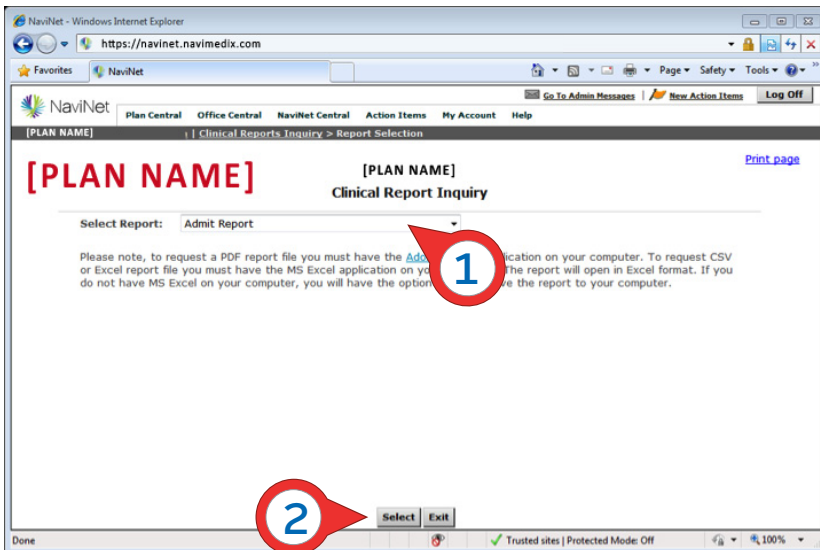 NaviNet - Windows Internet Explorer
https://navinet.navimedix.com
Favorites NaviNet Page Safety Tools
Go To Admin Messages | New Action Items Log Off
NaviNet Plan Central Office Central NaviNet Central Action Items My Account Help
[PLAN NAME] | Clinical Reports Inquiry > Report Selection
Print page
[PLAN NAME] [PLAN NAME]
Clinical Report Inquiry
Select Report: Admit Report
1
Please note, to request a PDF report file you must have the on your computer. To request CSV
or Excel report file you must have the MS Excel application on The report will open in Excel format. If you
do not have MS Excel on your computer, you will have the option the report to your computer.
2
Select Exit
Done Trusted sites | Protected Mode: Off 100%